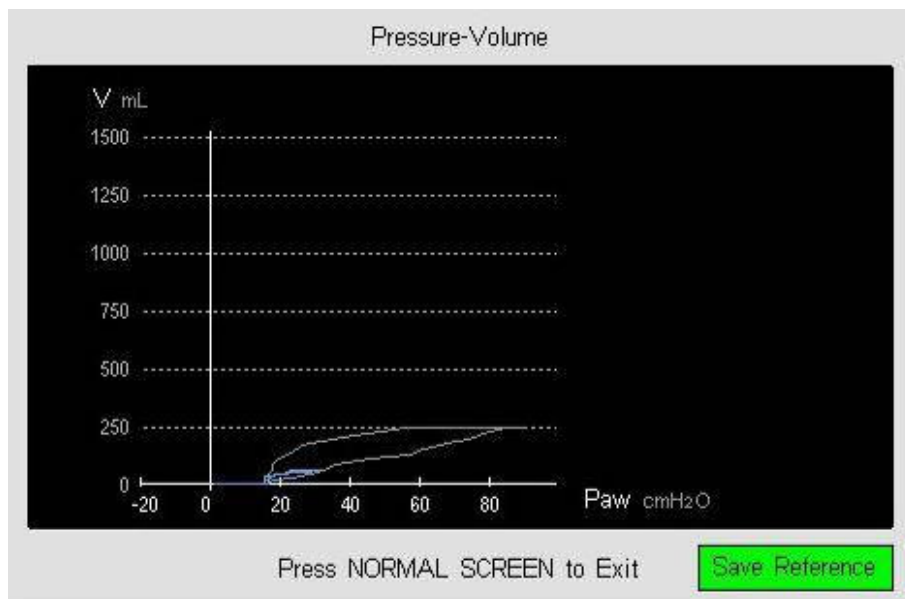 Pressure-Volume
V mL
1500
1250
1000
750
500
250
0
-20 0 20 40 60 80 Paw cmH2O
Press NORMAL SCREEN to Exit Save Reference